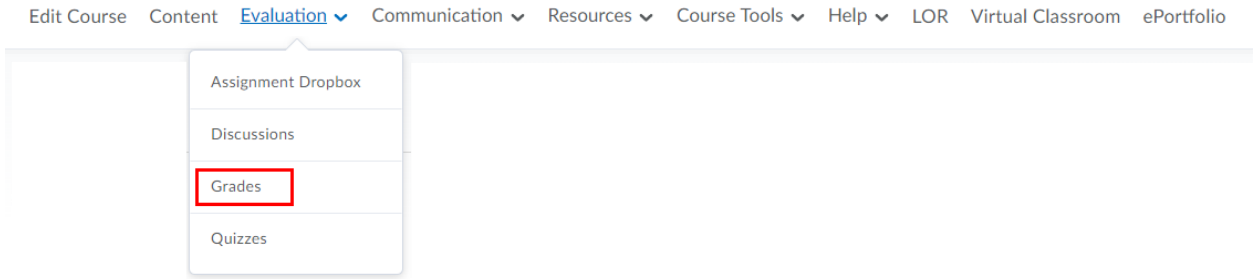 Edit Course Content Evaluation Communication Resources Course Tools Help LOR Virtual Classroom ePortfolio
Assignment Dropbox
Discussions
Grades
Quizzes